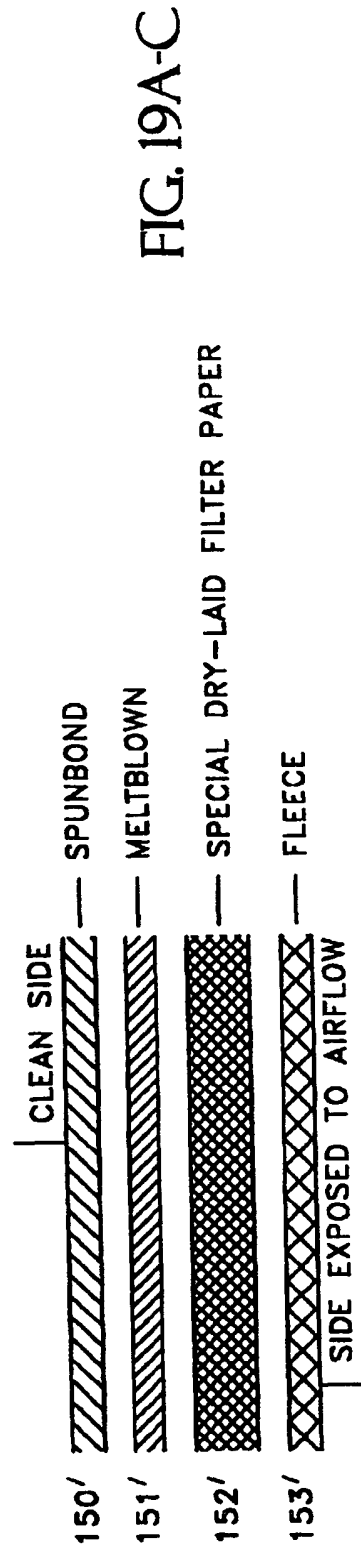 FIG. 19A-C
CLEAN SIDE
150′ SPUNBOND
151′ MELTBLOWN
152′ SPECIAL DRY-LAID FILTER PAPER
153′ FLEECE
SIDE EXPOSED TO AIRFLOW